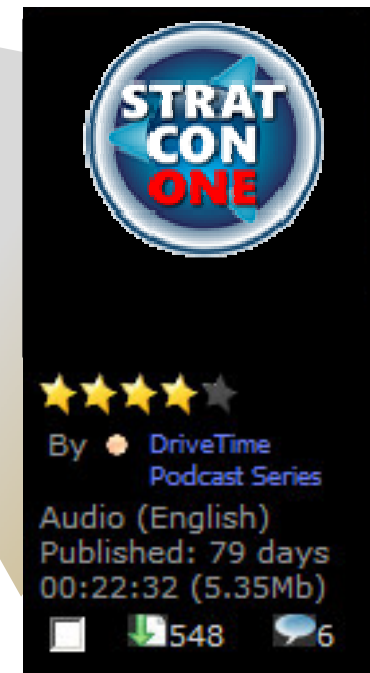 STRAT
CON
ONE
By DriveTime
Podcast Series
Audio (English)
Published: 79 days
00:22:32 (5.35Mb)
548 6